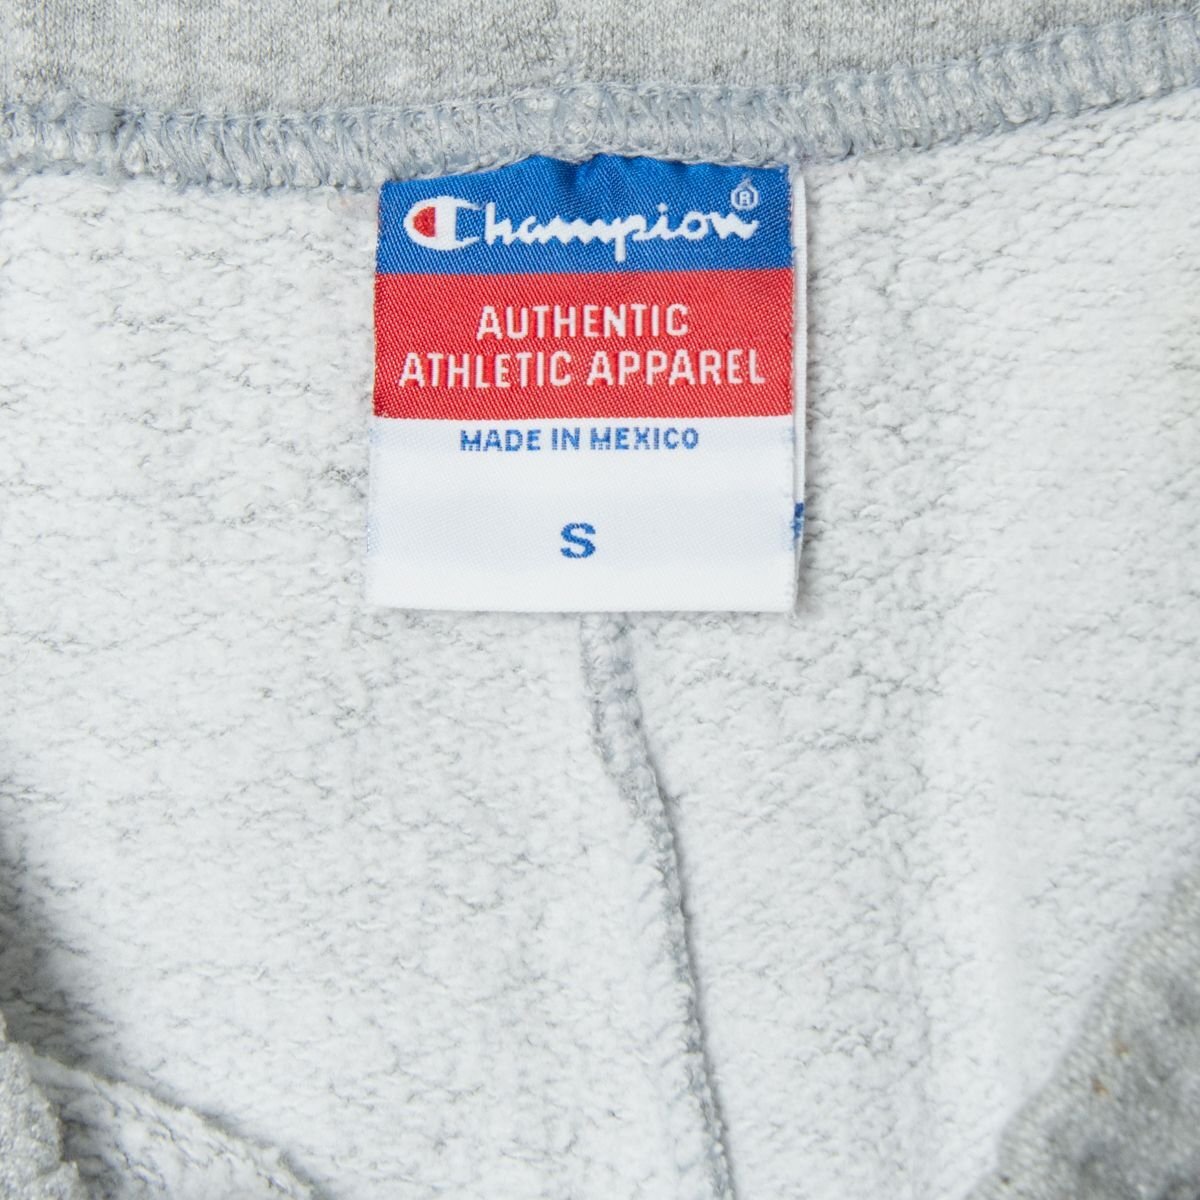 Champion®
AUTHENTIC
ATHLETIC APPAREL
MADE IN MEXICO
S